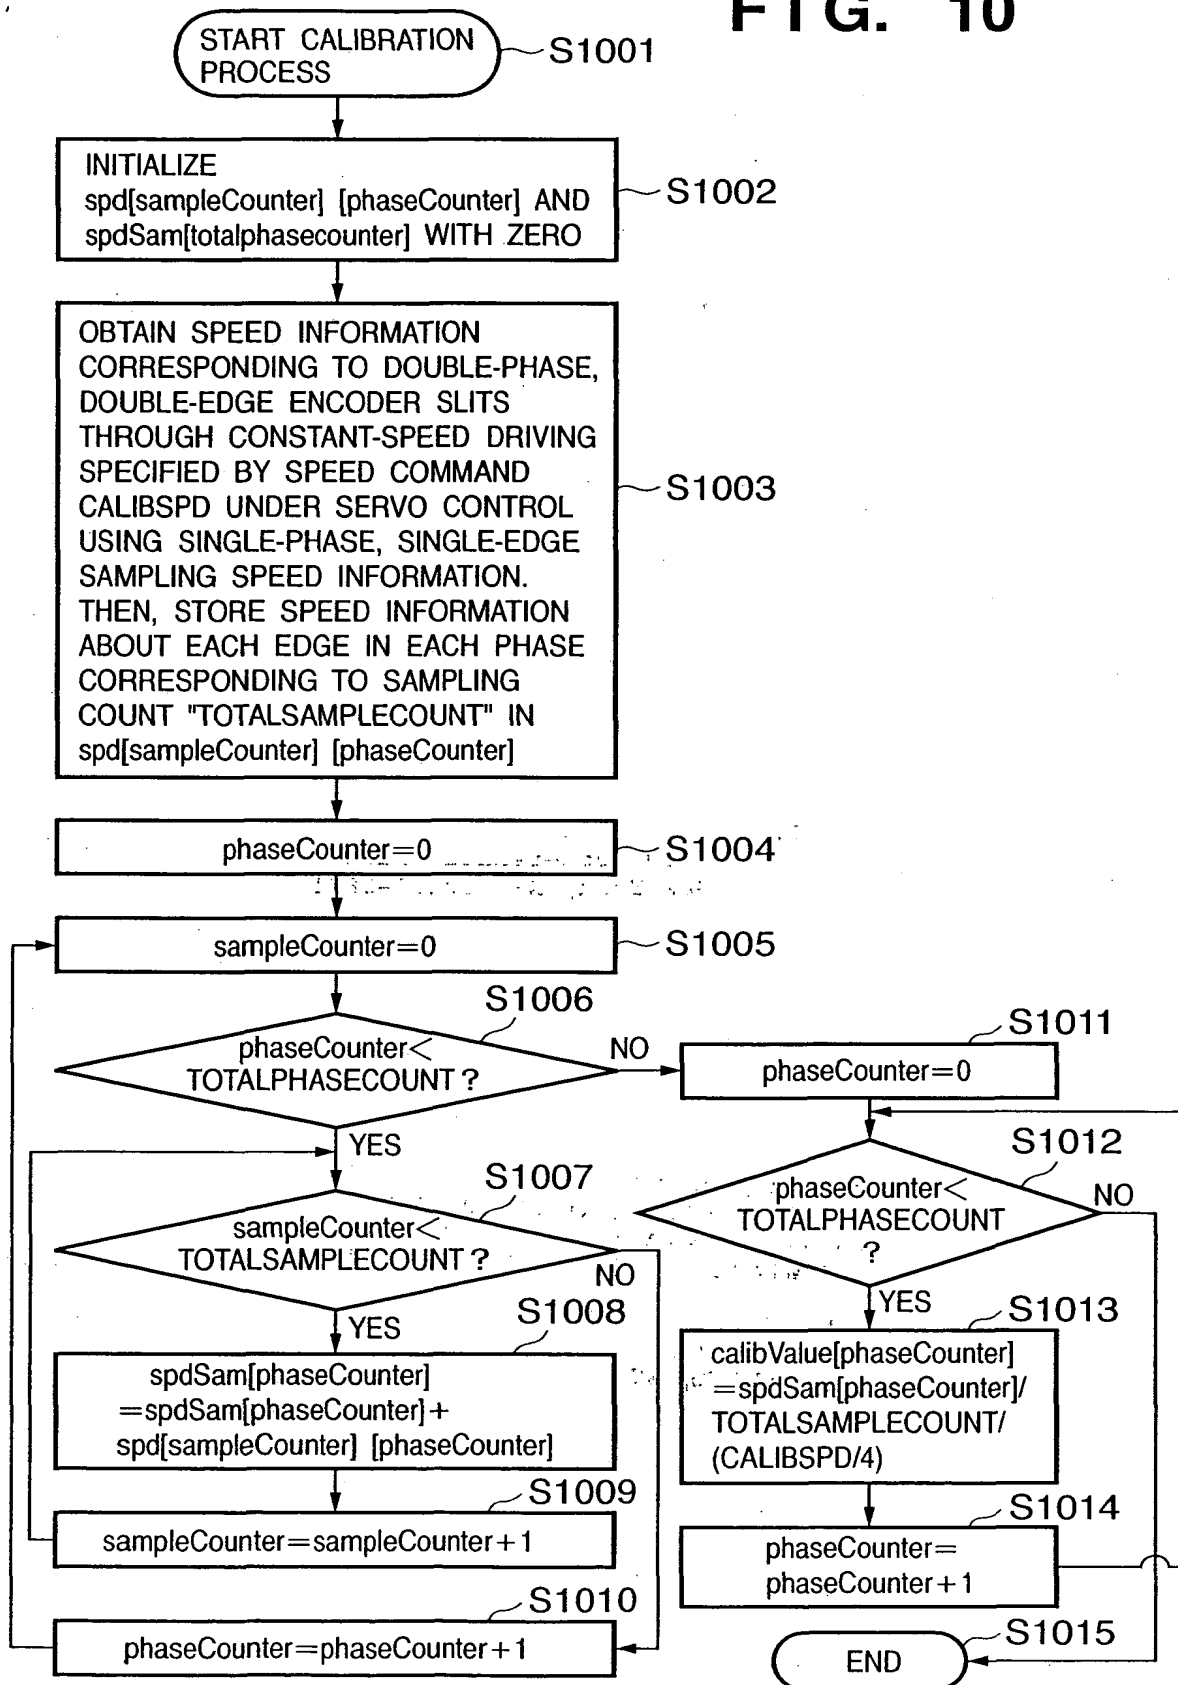 FIG. 10
START CALIBRATION
PROCESS
S1001
INITIALIZE
spd[sampleCounter] [phaseCounter] AND
spdSam[totalphasecounter] WITH ZERO
S1002
OBTAIN SPEED INFORMATION
CORRESPONDING TO DOUBLE-PHASE,
DOUBLE-EDGE ENCODER SLITS
THROUGH CONSTANT-SPEED DRIVING
SPECIFIED BY SPEED COMMAND
CALIBSPD UNDER SERVO CONTROL
USING SINGLE-PHASE, SINGLE-EDGE
SAMPLING SPEED INFORMATION.
THEN, STORE SPEED INFORMATION
ABOUT EACH EDGE IN EACH PHASE
CORRESPONDING TO SAMPLING
COUNT "TOTALSAMPLECOUNT" IN
spd[sampleCounter] [phaseCounter]
S1003
phaseCounter=0
S1004
sampleCounter=0
S1005
S1006
phaseCounter<
TOTALPHASECOUNT ?
NO
YES
S1007
sampleCounter<
TOTALSAMPLECOUNT ?
NO
YES
S1008
spdSam[phaseCounter]
=spdSam[phaseCounter]+
spd[sampleCounter] [phaseCounter]
S1009
sampleCounter=sampleCounter+1
S1010
phaseCounter=phaseCounter+1
S1011
phaseCounter=0
S1012
phaseCounter<
TOTALPHASECOUNT
?
NO
YES
S1013
calibValue[phaseCounter]
=spdSam[phaseCounter]/
TOTALSAMPLECOUNT/
(CALIBSPD/4)
S1014
phaseCounter=
phaseCounter+1
S1015
END